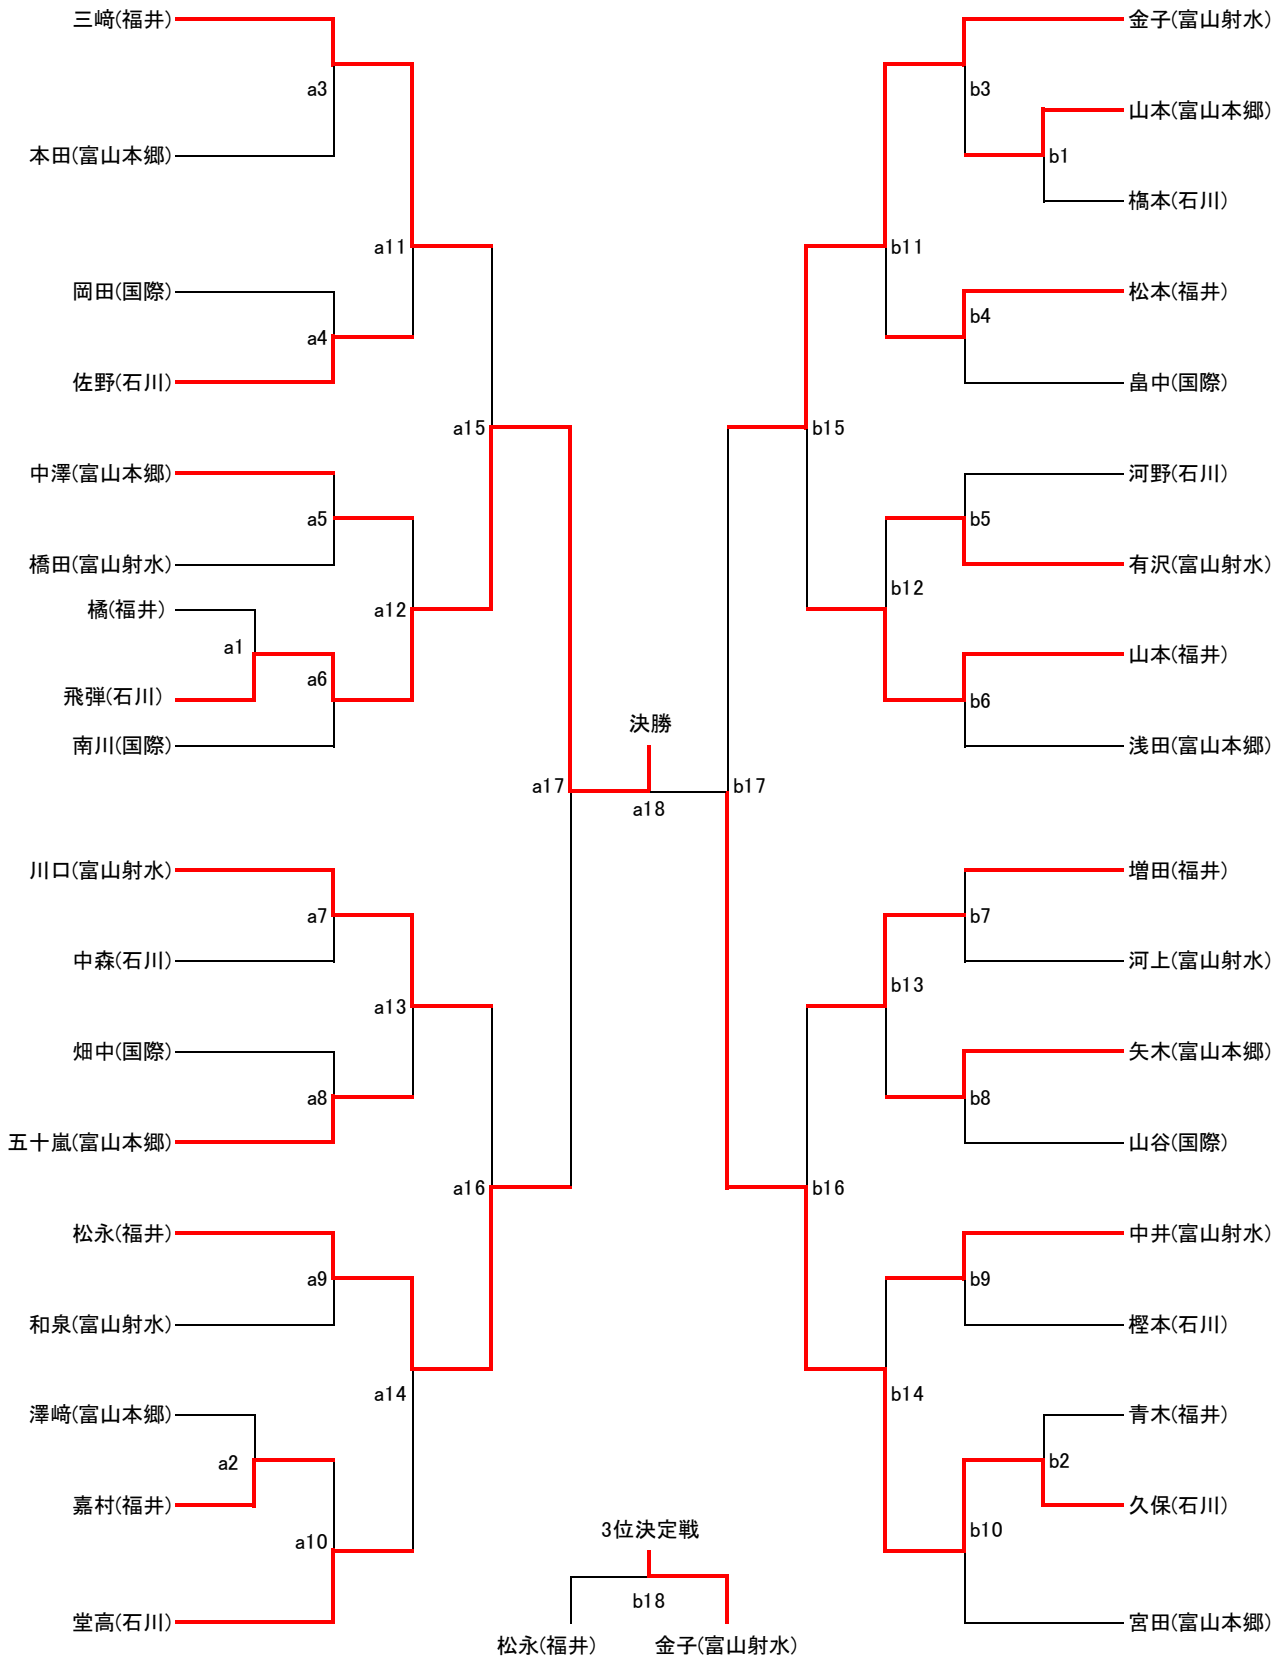 三﨑(福井)
a3
本田(富山本郷)
a11
岡田(国際)
a4
佐野(石川)
a15
中澤(富山本郷)
a5
橋田(富山射水)
橘(福井)
a12
a1
a6
飛弾(石川)
南川(国際)
a17
川口(富山射水)
a7
中森(石川)
a13
畑中(国際)
a8
五十嵐(富山本郷)
a16
松永(福井)
a9
和泉(富山射水)
a14
澤﨑(富山本郷)
a2
嘉村(福井)
a10
堂高(石川)
決勝
a18
3位決定戦
b18
松永(福井)
金子(富山射水)
金子(富山射水)
b3
山本(富山本郷)
b1
槗本(石川)
b11
松本(福井)
b4
畠中(国際)
b15
河野(石川)
b5
有沢(富山射水)
b12
山本(福井)
b6
浅田(富山本郷)
b17
増田(福井)
b7
河上(富山射水)
b13
矢木(富山本郷)
b8
山谷(国際)
b16
中井(富山射水)
b9
樫本(石川)
b14
青木(福井)
b2
久保(石川)
b10
宮田(富山本郷)